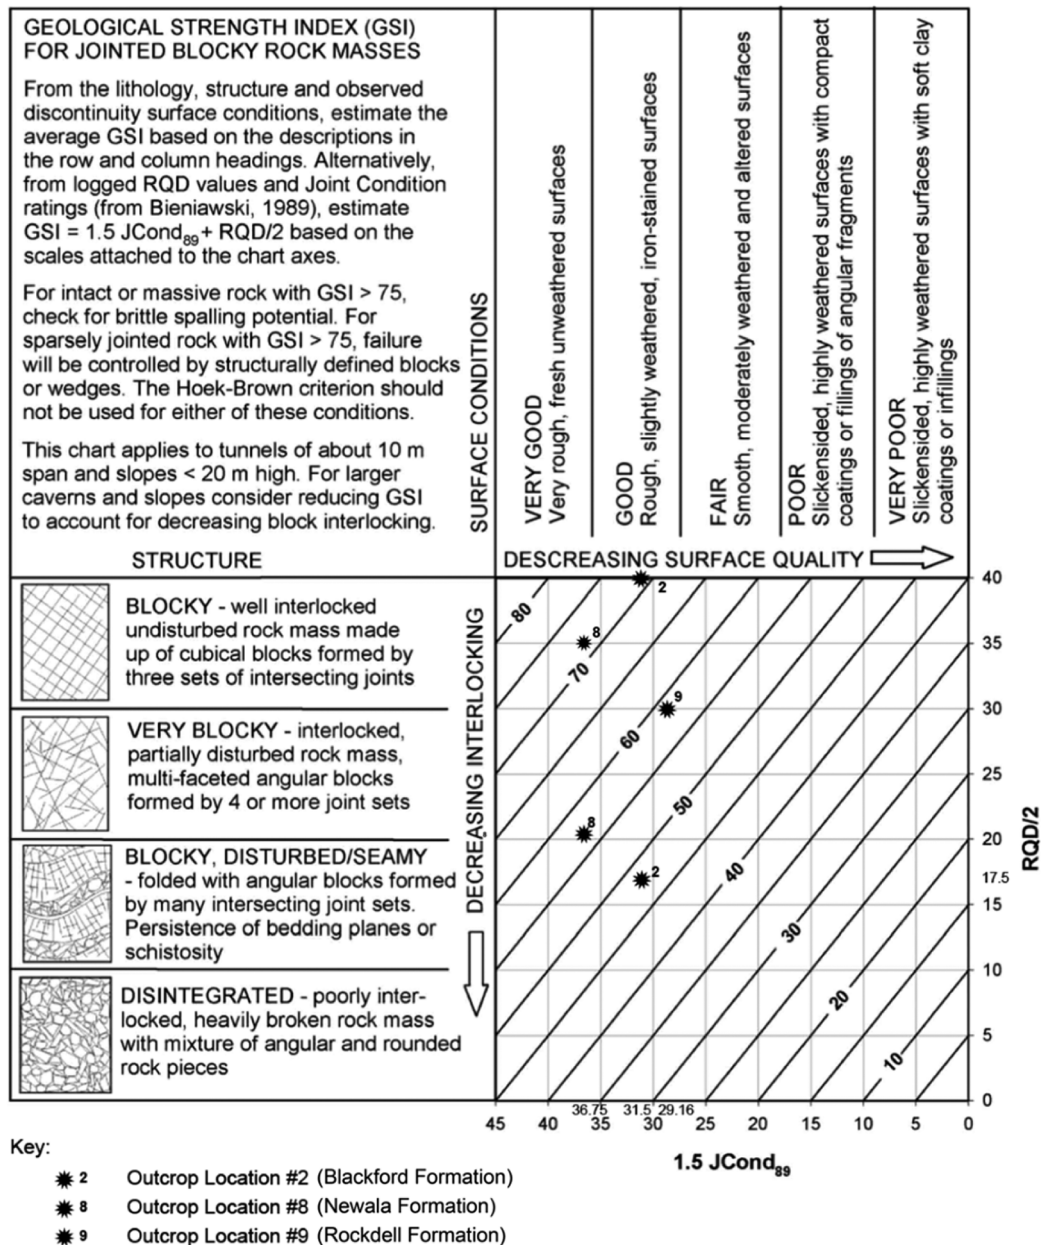 GEOLOGICAL STRENGTH INDEX (GSI)
FOR JOINTED BLOCKY ROCK MASSES
From the lithology, structure and observed
discontinuity surface conditions, estimate the
average GSI based on the descriptions in
the row and column headings. Alternatively,
from logged RQD values and Joint Condition
ratings (from Bieniawski, 1989), estimate
GSI = 1.5 JCond89 + RQD/2 based on the
scales attached to the chart axes.
For intact or massive rock with GSI > 75,
check for brittle spalling potential. For
sparsely jointed rock with GSI > 75, failure
will be controlled by structurally defined blocks
or wedges. The Hoek-Brown criterion should
not be used for either of these conditions.
This chart applies to tunnels of about 10 m
span and slopes < 20 m high. For larger
caverns and slopes consider reducing GSI
to account for decreasing block interlocking.
SURFACE CONDITIONS
VERY GOOD
Very rough, fresh unweathered surfaces
GOOD
Rough, slightly weathered, iron-stained surfaces
FAIR
Smooth, moderately weathered and altered surfaces
POOR
Slickensided, highly weathered surfaces with compact
coatings or fillings of angular fragments
VERY POOR
Slickensided, highly weathered surfaces with soft clay
coatings or infillings
STRUCTURE
DESCREASING SURFACE QUALITY
BLOCKY - well interlocked
undisturbed rock mass made
up of cubical blocks formed by
three sets of intersecting joints
VERY BLOCKY - interlocked,
partially disturbed rock mass,
multi-faceted angular blocks
formed by 4 or more joint sets
BLOCKY, DISTURBED/SEAMY
- folded with angular blocks formed
by many intersecting joint sets.
Persistence of bedding planes or
schistosity
DISINTEGRATED - poorly inter-
locked, heavily broken rock mass
with mixture of angular and rounded
rock pieces
DECREASING INTERLOCKING
80
70
60
50
40
30
20
10
2
8
9
8
2
40
35
30
25
20
17.5
15
10
5
0
RQD/2
36.75 31.5 29.16
45 40 35 30 25 20 15 10 5 0
1.5 JCond89
Key:
2 Outcrop Location #2 (Blackford Formation)
8 Outcrop Location #8 (Newala Formation)
9 Outcrop Location #9 (Rockdell Formation)